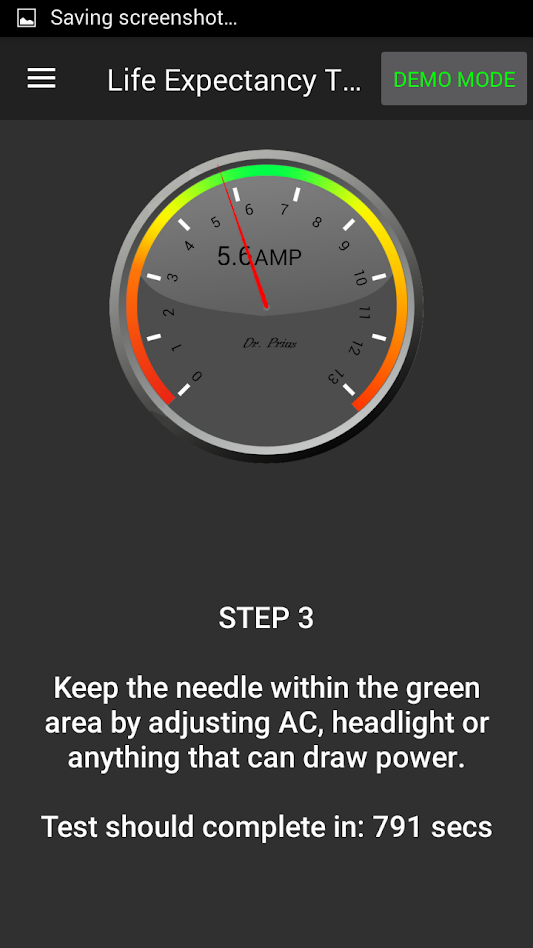 Saving screenshot...
Life Expectancy T...
DEMO MODE
0
1
2
3
4
5
6
7
8
9
10
11
12
13
5.6 AMP
Dr. Prius
STEP 3
Keep the needle within the green
area by adjusting AC, headlight or
anything that can draw power.
Test should complete in: 791 secs